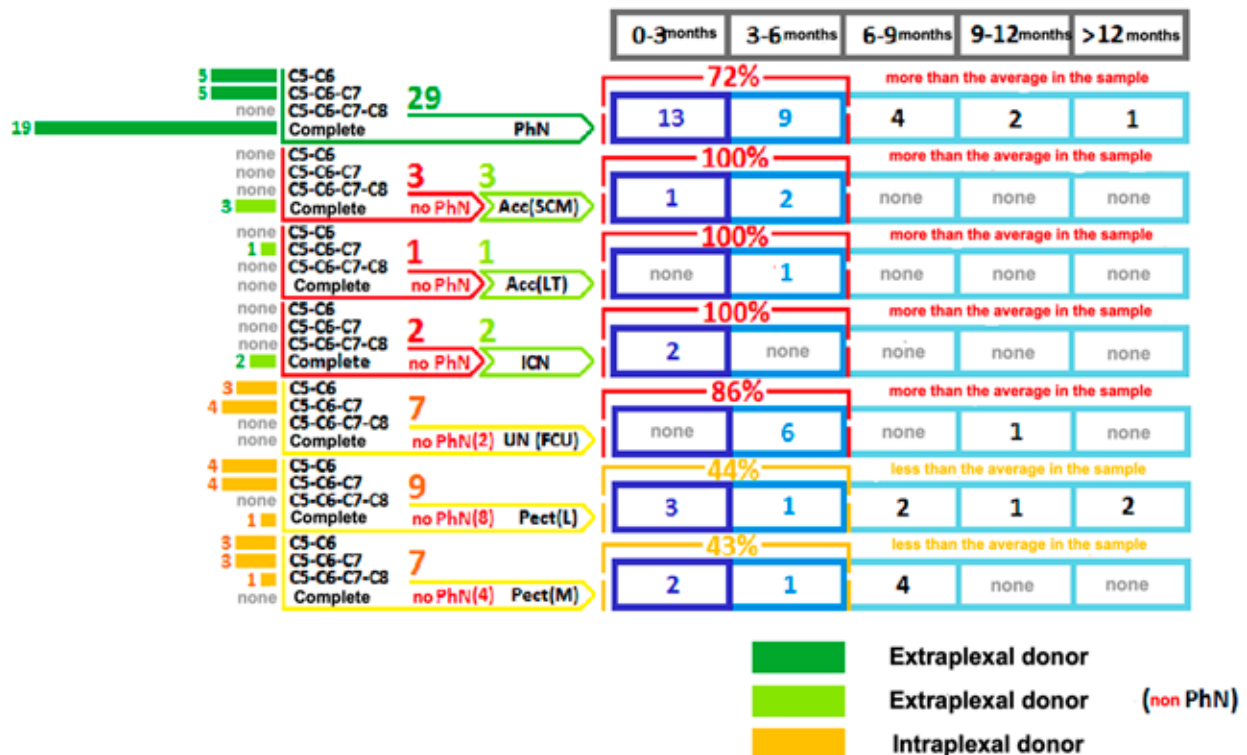 0-3 months 3-6 months 6-9 months 9-12 months >12 months
72% more than the average in the sample
5 C5-C6
5 C5-C6-C7 29
none C5-C6-C7-C8
19 Complete PhN 13 9 4 2 1
100% more than the average in the sample
none C5-C6
none C5-C6-C7 3 3
none C5-C6-C7-C8
3 Complete no PhN Acc(SCM) 1 2 none none none
100% more than the average in the sample
none C5-C6
1 C5-C6-C7 1 1
none C5-C6-C7-C8
none Complete no PhN Acc(LT) none 1 none none none
100% more than the average in the sample
none C5-C6
none C5-C6-C7 2 2
none C5-C6-C7-C8
2 Complete no PhN ICN 2 none none none none
86% more than the average in the sample
3 C5-C6
4 C5-C6-C7 7
none C5-C6-C7-C8
none Complete no PhN(2) UN (FCU) none 6 none 1 none
44% less than the average in the sample
4 C5-C6
4 C5-C6-C7 9
none C5-C6-C7-C8
1 Complete no PhN(8) Pect(L) 3 1 2 1 2
43% less than the average in the sample
3 C5-C6
3 C5-C6-C7 7
1 C5-C6-C7-C8
none Complete no PhN(4) Pect(M) 2 1 4 none none
Extraplexal donor
Extraplexal donor (non PhN)
Intraplexal donor